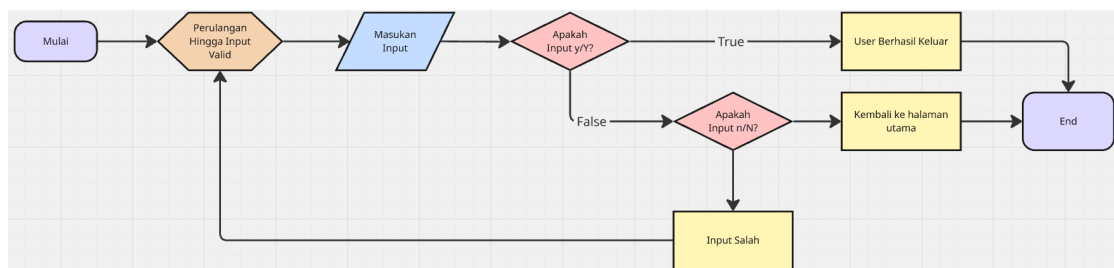 Mulai
Perulangan
Hingga Input
Valid
Masukan
Input
Apakah
Input y/Y?
True
User Berhasil Keluar
False
Apakah
Input n/N?
Kembali ke halaman
utama
End
Input Salah